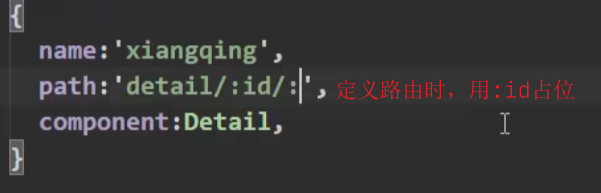 {
name:'xiangqing',
path:'detail/:id/:', 定义路由时，用:id占位
component:Detail,
}